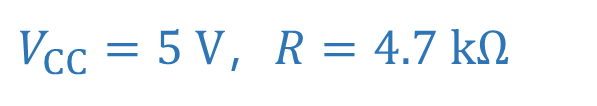 V_CC = 5 V, R = 4.7 kΩ